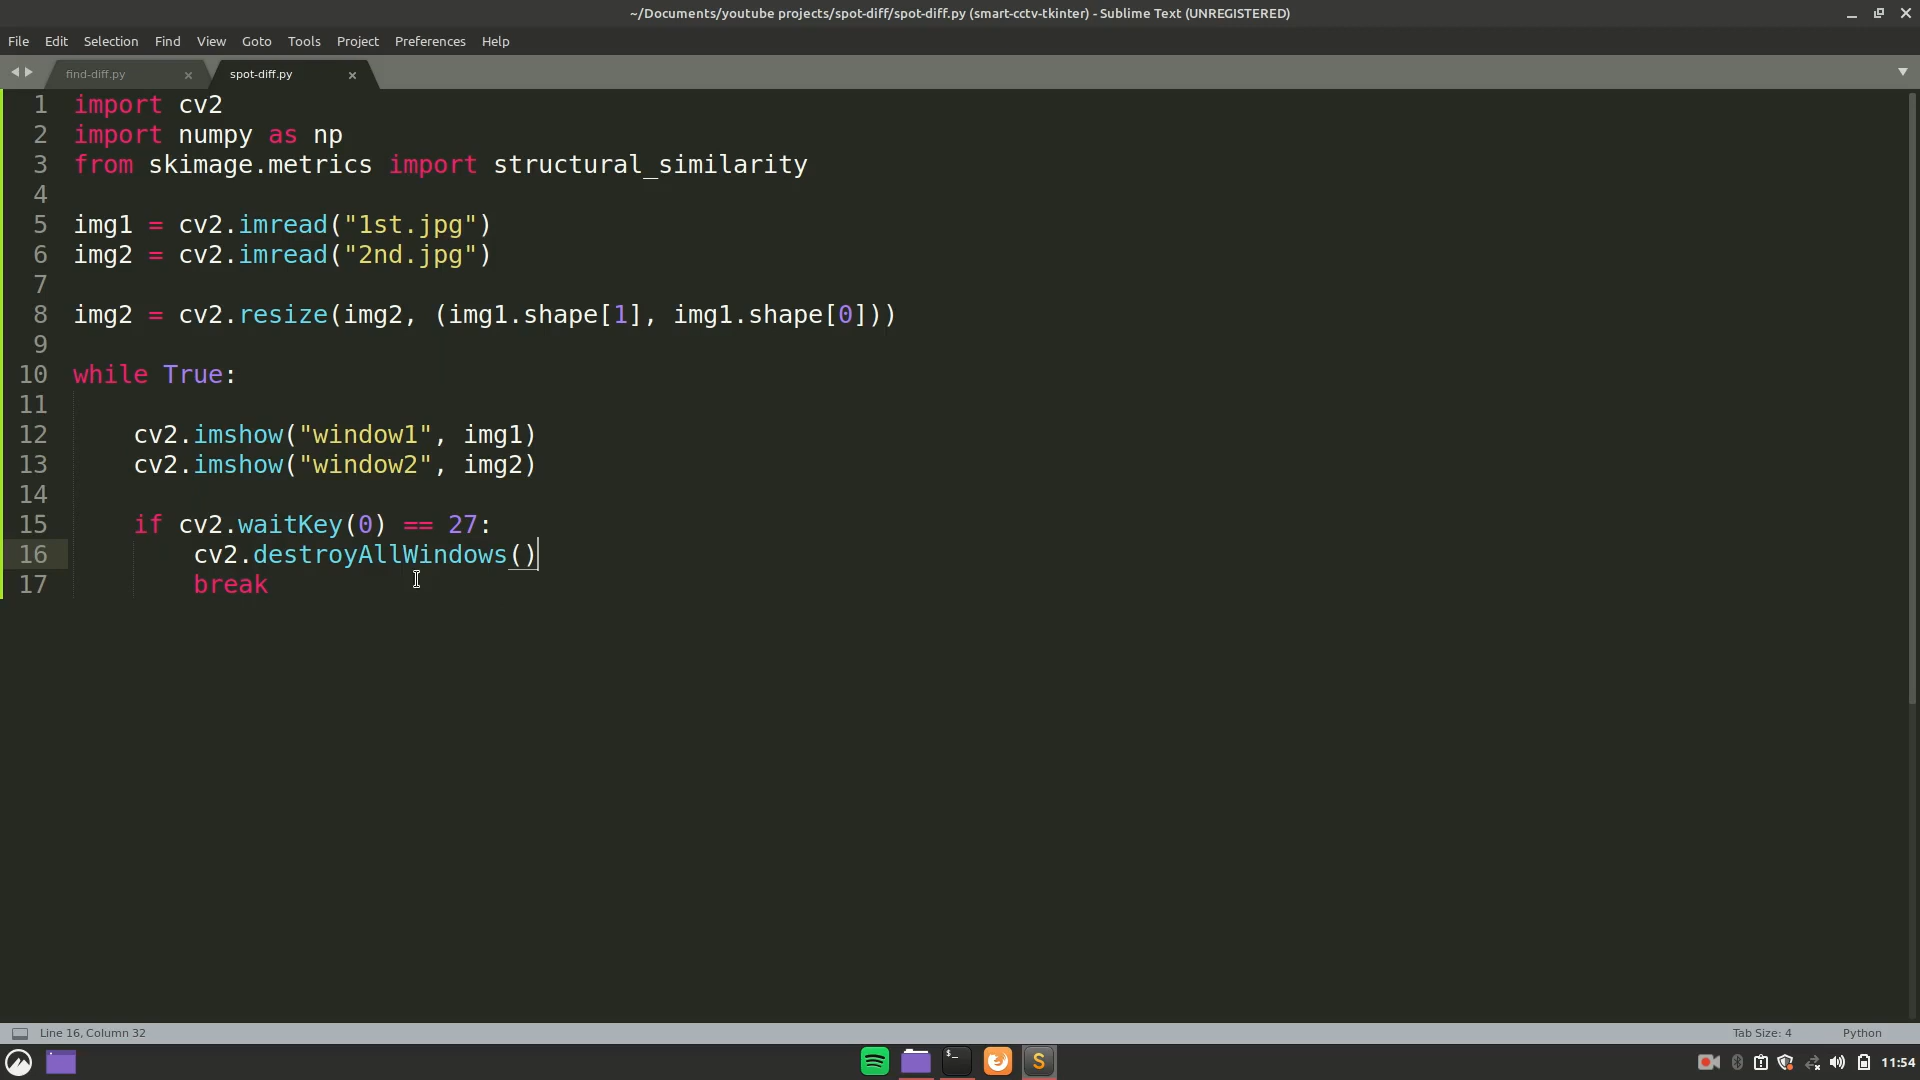 ~/Documents/youtube projects/spot-diff/spot-diff.py (smart-cctv-tkinter) - Sublime Text (UNREGISTERED)
File Edit Selection Find View Goto Tools Project Preferences Help
find-diff.py × spot-diff.py ×
1 import cv2
2 import numpy as np
3 from skimage.metrics import structural_similarity
4
5 img1 = cv2.imread("1st.jpg")
6 img2 = cv2.imread("2nd.jpg")
7
8 img2 = cv2.resize(img2, (img1.shape[1], img1.shape[0]))
9
10 while True:
11
12     cv2.imshow("window1", img1)
13     cv2.imshow("window2", img2)
14
15     if cv2.waitKey(0) == 27:
16         cv2.destroyAllWindows()
17         break
Line 16, Column 32 Tab Size: 4 Python
$_ S 11:54